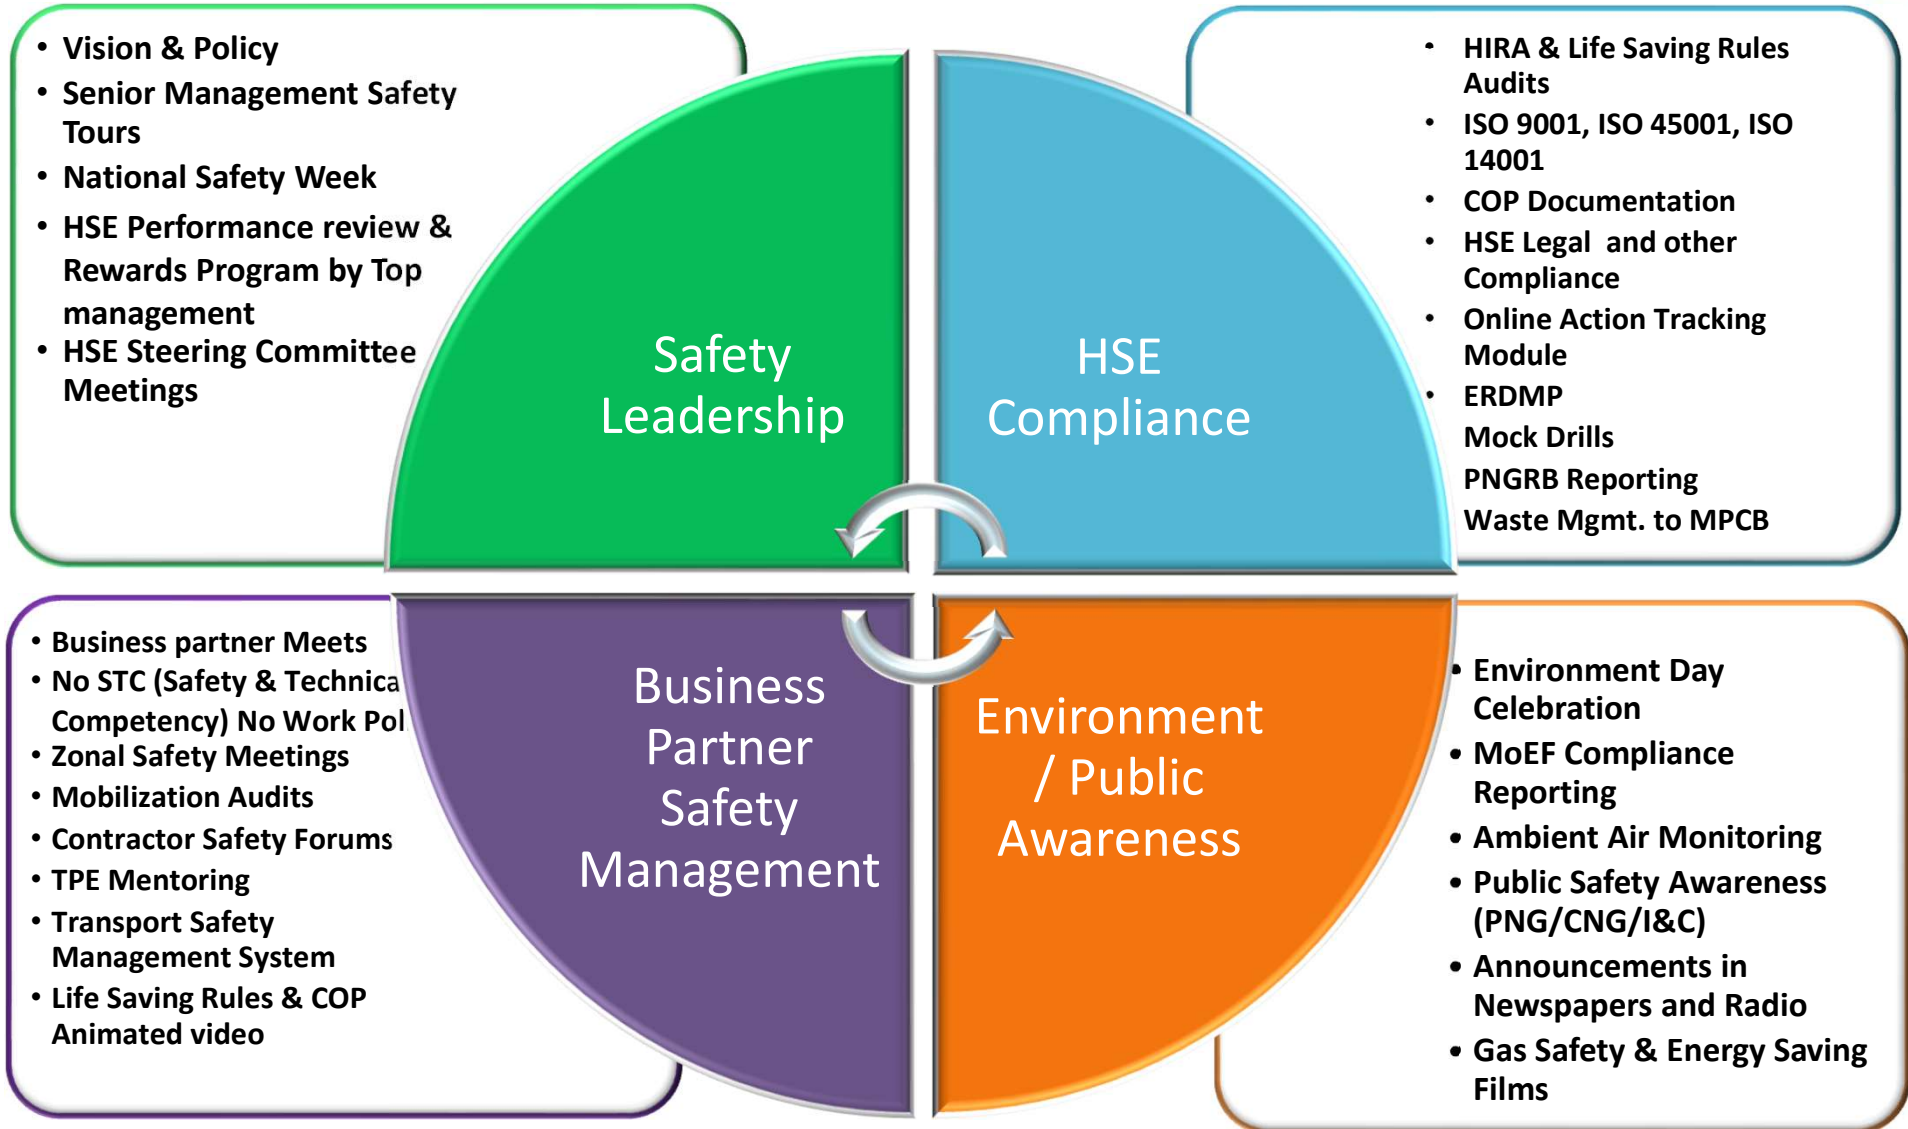 • Vision & Policy
• Senior Management Safety
Tours
• National Safety Week
• HSE Performance review &
Rewards Program by Top
management
• HSE Steering Committee
Meetings
Safety
Leadership
HSE
Compliance
• HIRA & Life Saving Rules
Audits
• ISO 9001, ISO 45001, ISO
14001
• COP Documentation
• HSE Legal and other
Compliance
• Online Action Tracking
Module
• ERDMP
Mock Drills
PNGRB Reporting
Waste Mgmt. to MPCB
• Business partner Meets
• No STC (Safety & Technica
Competency) No Work Pol
• Zonal Safety Meetings
• Mobilization Audits
• Contractor Safety Forums
• TPE Mentoring
• Transport Safety
Management System
• Life Saving Rules & COP
Animated video
Business
Partner
Safety
Management
Environment
/ Public
Awareness
• Environment Day
Celebration
• MoEF Compliance
Reporting
• Ambient Air Monitoring
• Public Safety Awareness
(PNG/CNG/I&C)
• Announcements in
Newspapers and Radio
• Gas Safety & Energy Saving
Films